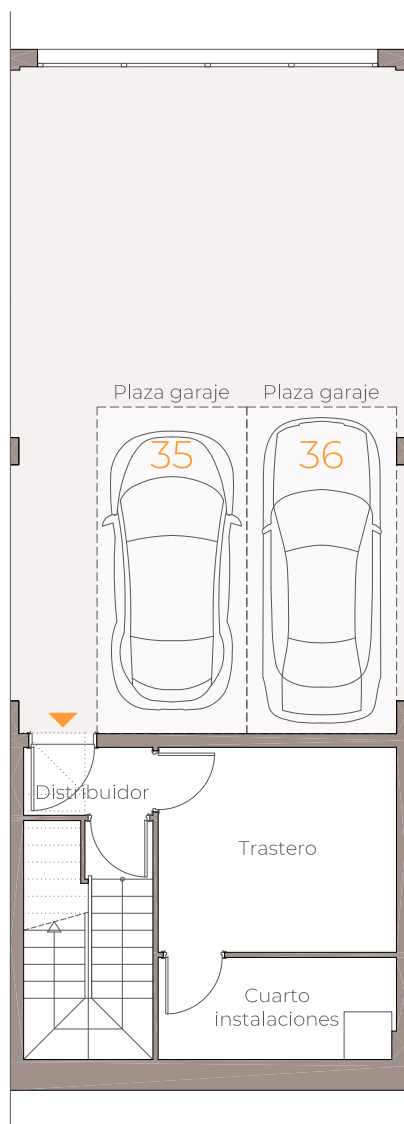 Plaza garaje
Plaza garaje
35
36
Distribuidor
Trastero
Cuarto
instalaciones